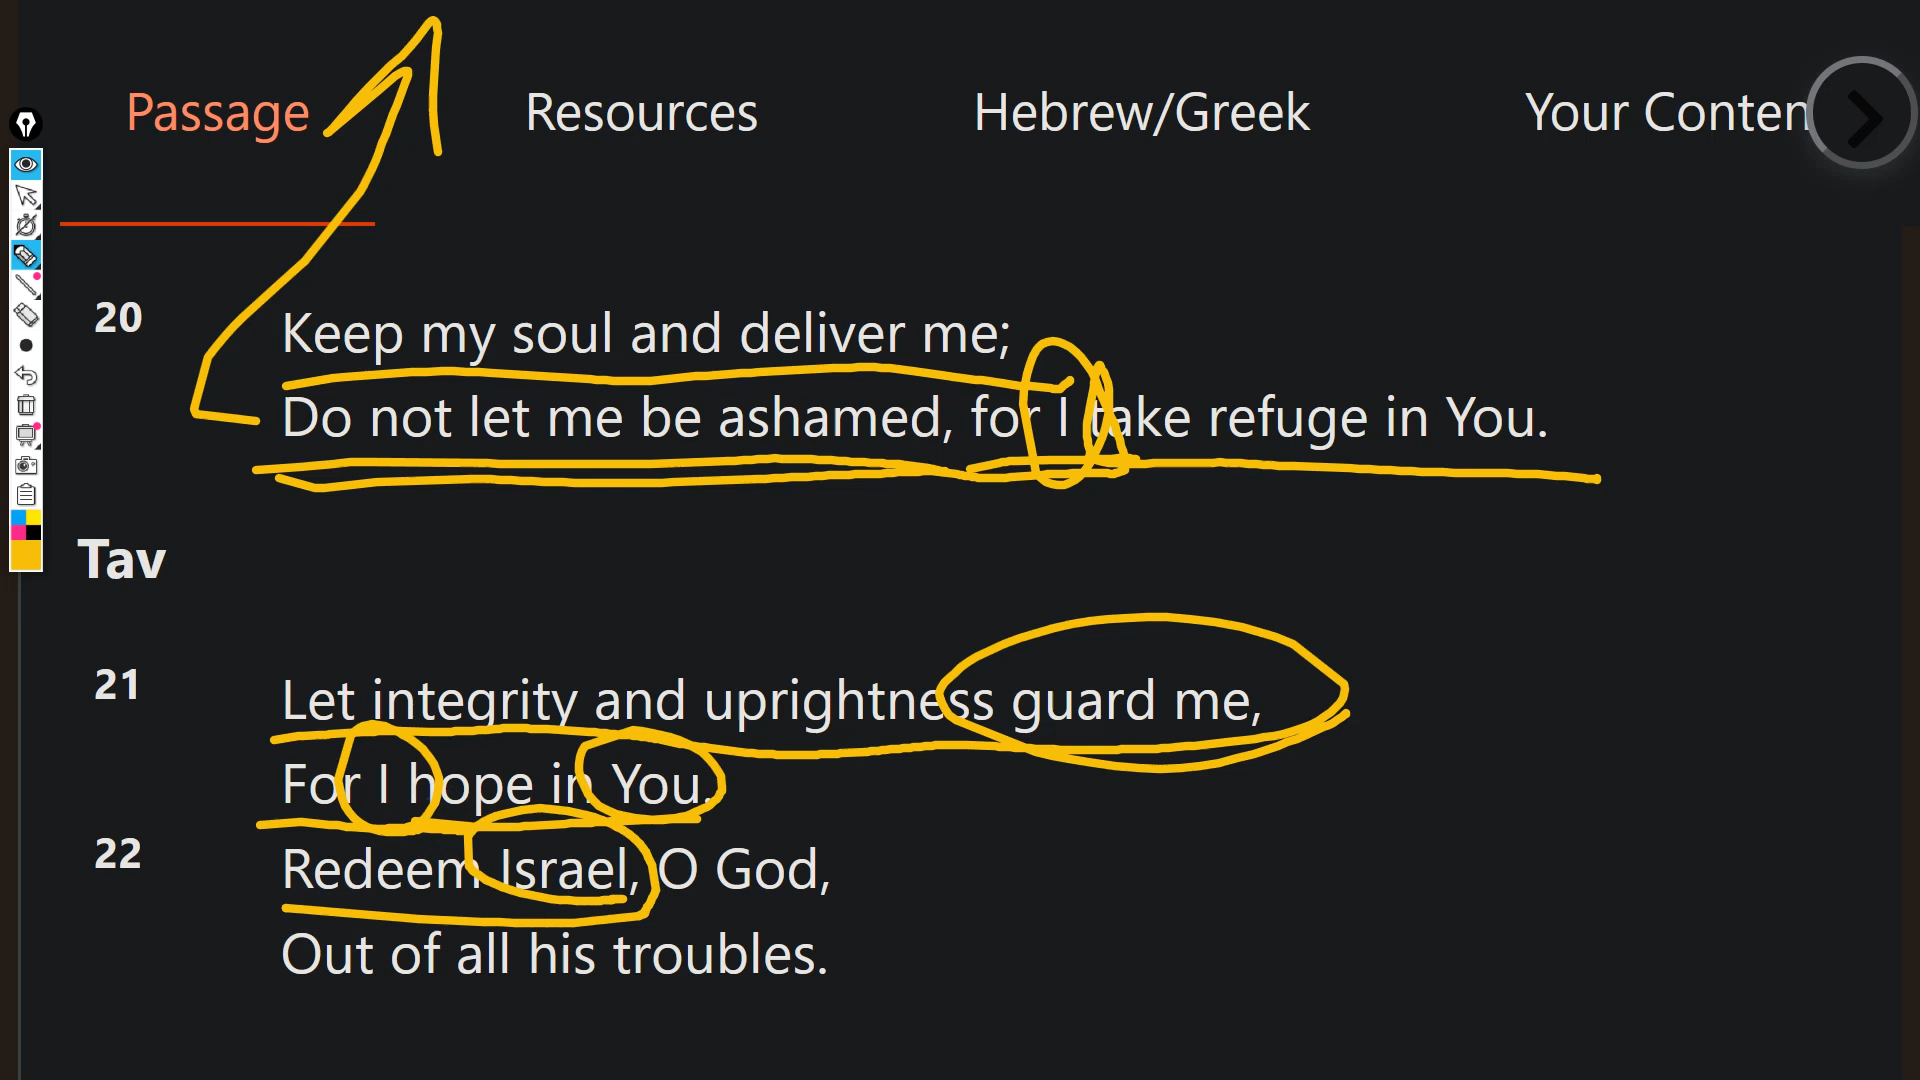 Passage Resources Hebrew/Greek Your Conten
20 Keep my soul and deliver me;
Do not let me be ashamed, for I take refuge in You.
Tav
21 Let integrity and uprightness guard me,
For I hope in You.
22 Redeem Israel, O God,
Out of all his troubles.